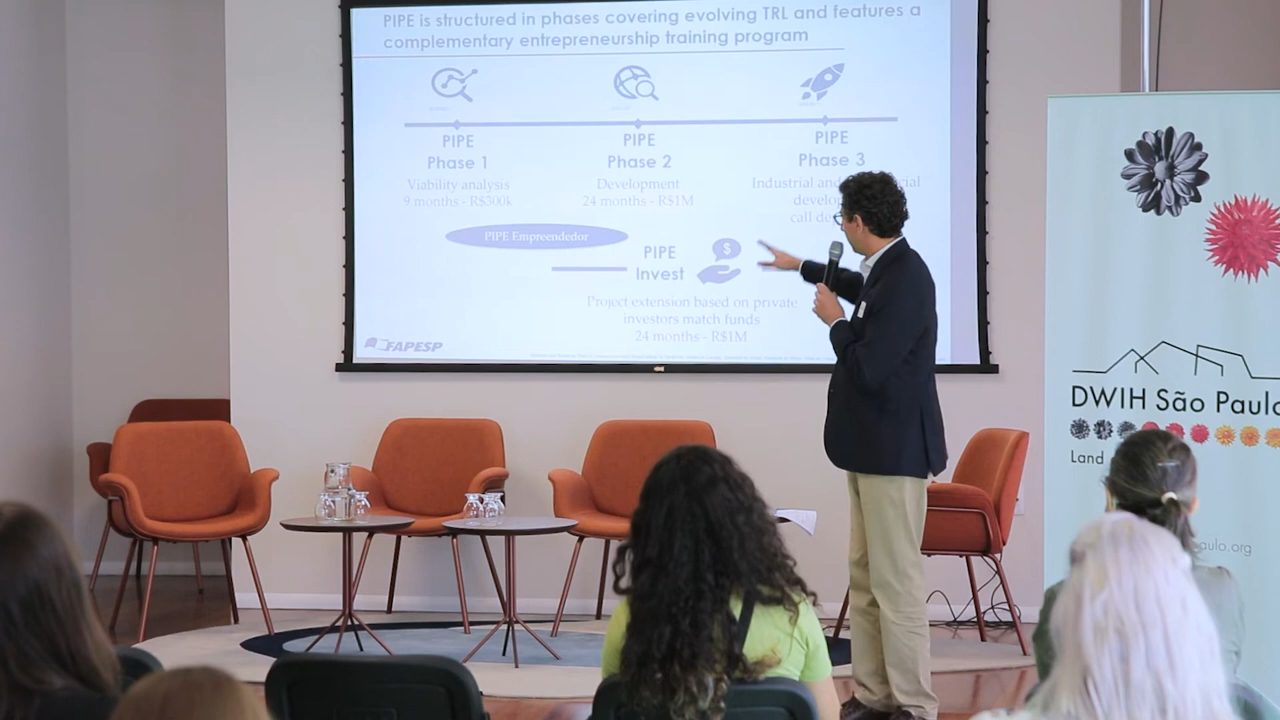 PIPE is structured in phases covering evolving TRL and features a
complementary entrepreneurship training program
PIPE
Phase 1
Viability analysis
9 months - R$300k
PIPE
Phase 2
Development
24 months - R$1M
PIPE
Phase 3
Industrial and
PIPE Empreendedor
PIPE
Invest
$
Project extension based on private
investors match funds
24 months - R$1M
FAPESP
DWIH São Paulo
Land